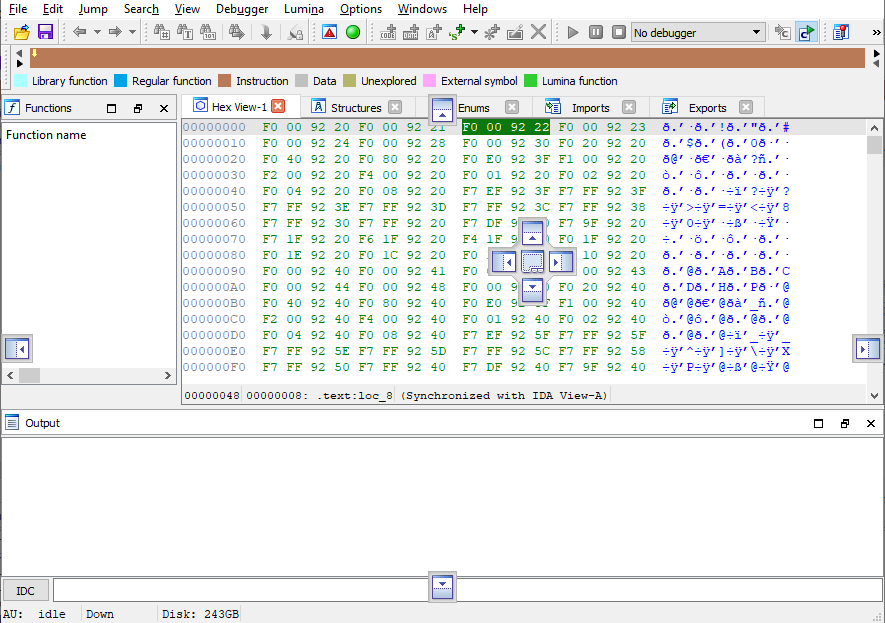 File Edit Jump Search View Debugger Lumina Options Windows Help
No debugger
Library function Regular function Instruction Data Unexplored External symbol Lumina function
Functions
Function name
Hex View-1 Structures Enums Imports Exports
00000000 F0 00 92 20 F0 00 92 21 F0 00 92 22 F0 00 92 23 ð.’·ð.’!ð.’"ð.’#
00000010 F0 00 92 24 F0 00 92 28 F0 00 92 30 F0 20 92 20 ð.’$ð.’(ð.’0ð·’·
00000020 F0 40 92 20 F0 80 92 20 F0 E0 92 3F F1 00 92 20 ð@’·ð€’·ðà’?ñ.’·
00000030 F2 00 92 20 F4 00 92 20 F0 01 92 20 F0 02 92 20 ò.’·ô.’·ð.’·ð.’·
00000040 F0 04 92 20 F0 08 92 20 F7 EF 92 3F F7 FF 92 3F ð.’·ð.’·÷ï’?÷ÿ’?
00000050 F7 FF 92 3E F7 FF 92 3D F7 FF 92 3C F7 FF 92 38 ÷ÿ’>÷ÿ’=÷ÿ’<÷ÿ’8
00000060 F7 FF 92 30 F7 FF 92 20 F7 DF 9 0 F7 9F 92 20 ÷ÿ’0÷ÿ’·÷ß’·÷Ÿ’·
00000070 F7 1F 92 20 F6 1F 92 20 F4 1F 9 0 F0 1F 92 20 ÷.’·ö.’·ô.’·ð.’·
00000080 F0 1E 92 20 F0 1C 92 20 F0 10 92 20 ð.’·ð.’·ð.’·ð.’·
00000090 F0 00 92 40 F0 00 92 41 F0 00 92 43 ð.’@ð.’Að.’Bð.’C
000000A0 F0 00 92 44 F0 00 92 48 F0 00 9 0 F0 20 92 40 ð.’Dð.’Hð.’Pð·’@
000000B0 F0 40 92 40 F0 80 92 40 F0 E0 9 F F1 00 92 40 ð@’@ð€’@ðà’_ñ.’@
000000C0 F2 00 92 40 F4 00 92 40 F0 01 92 40 F0 02 92 40 ò.’@ô.’@ð.’@ð.’@
000000D0 F0 04 92 40 F0 08 92 40 F7 EF 92 5F F7 FF 92 5F ð.’@ð.’@÷ï’_÷ÿ’_
000000E0 F7 FF 92 5E F7 FF 92 5D F7 FF 92 5C F7 FF 92 58 ÷ÿ’^÷ÿ’]÷ÿ’\÷ÿ’X
000000F0 F7 FF 92 50 F7 FF 92 40 F7 DF 92 40 F7 9F 92 40 ÷ÿ’P÷ÿ’@÷ß’@÷Ÿ’@
00000048 00000008: .text:loc_8 (Synchronized with IDA View-A)
Output
IDC
AU: idle Down Disk: 243GB